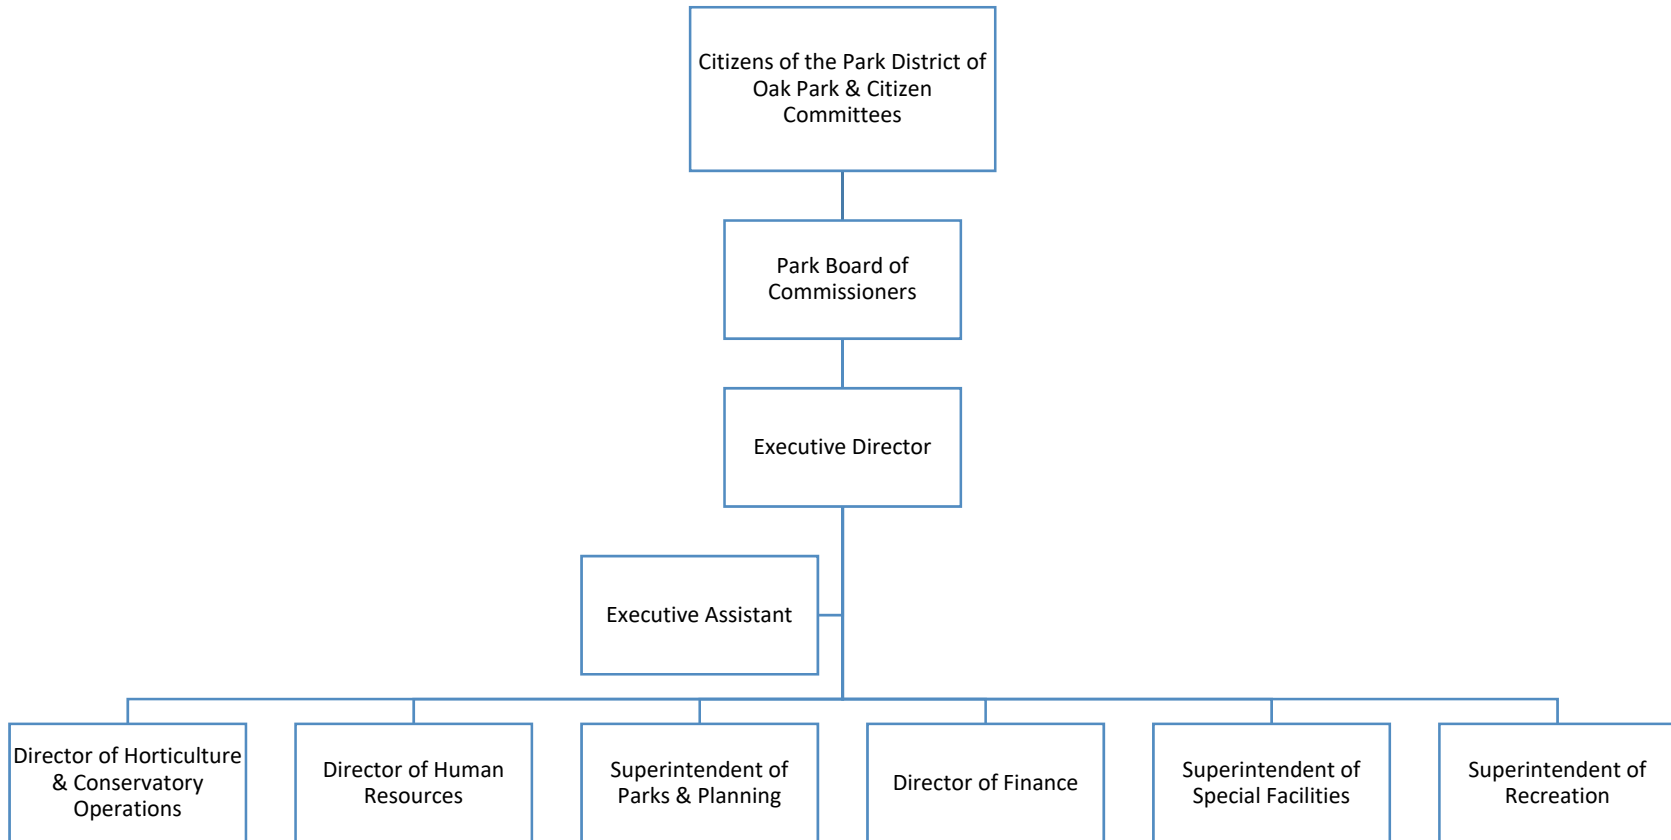 Citizens of the Park District of
Oak Park & Citizen
Committees
Park Board of
Commissioners
Executive Director
Executive Assistant
Director of Horticulture
& Conservatory
Operations
Director of Human
Resources
Superintendent of
Parks & Planning
Director of Finance
Superintendent of
Special Facilities
Superintendent of
Recreation